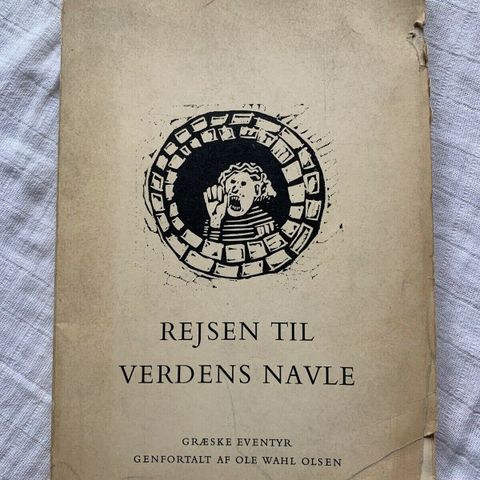 REJSEN TIL
VERDENS NAVLE
GRÆSKE EVENTYR
GENFORTALT AF OLE WAHL OLSEN